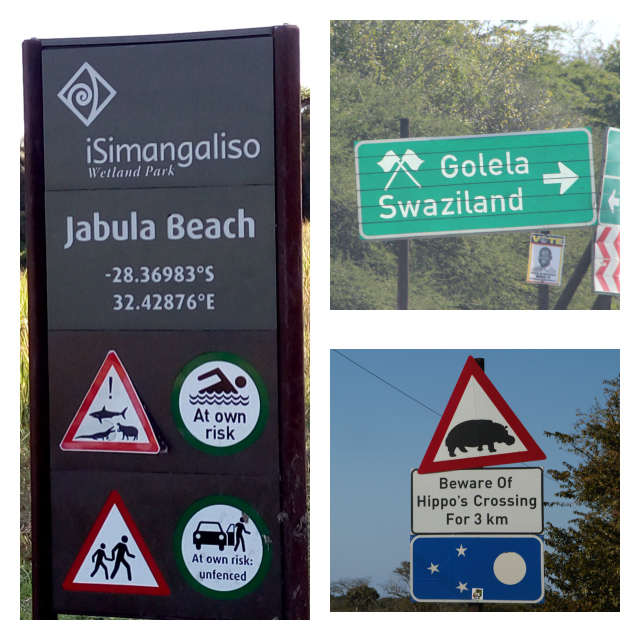 iSimangaliso
Wetland Park
Jabula Beach
-28.36983°S
32.42876°E
!
At own
risk
At own risk:
unfenced
Golela
Swaziland
VOTE
Beware Of
Hippo's Crossing
For 3 km